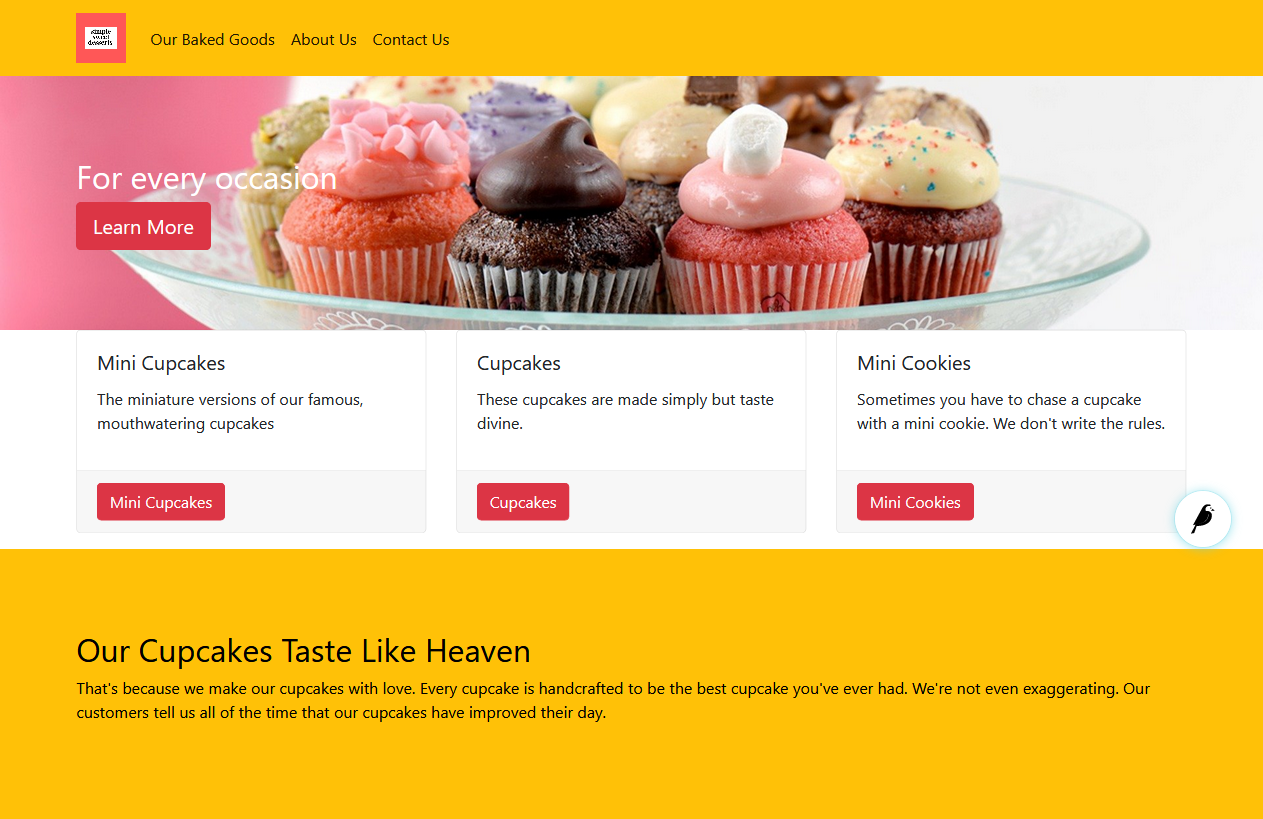 simple
sweet
desserts
Our Baked Goods About Us Contact Us
For every occasion
Learn More
Mini Cupcakes
The miniature versions of our famous,
mouthwatering cupcakes
Mini Cupcakes
Cupcakes
These cupcakes are made simply but taste
divine.
Cupcakes
Mini Cookies
Sometimes you have to chase a cupcake
with a mini cookie. We don't write the rules.
Mini Cookies
Our Cupcakes Taste Like Heaven
That's because we make our cupcakes with love. Every cupcake is handcrafted to be the best cupcake you've ever had. We're not even exaggerating. Our
customers tell us all of the time that our cupcakes have improved their day.